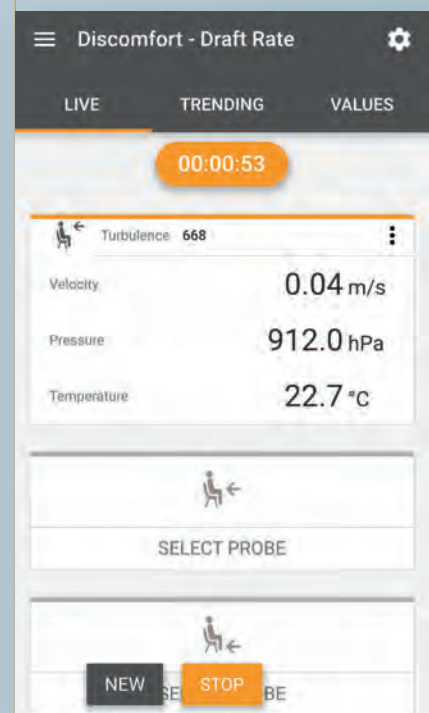 Discomfort - Draft Rate
LIVE TRENDING VALUES
00:00:53
Turbulence 668
Velocity 0.04 m/s
Pressure 912.0 hPa
Temperature 22.7 °C
SELECT PROBE
NEW STOP